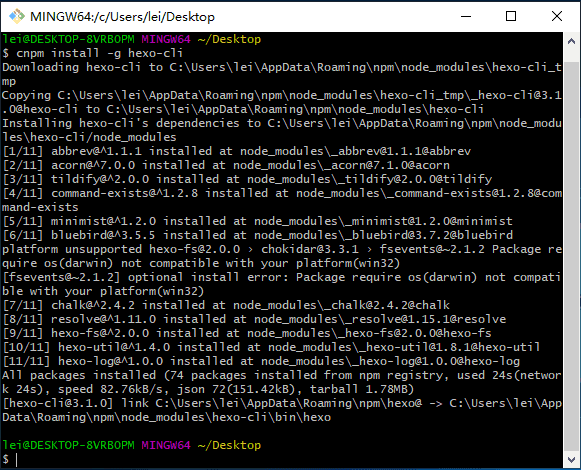 MINGW64:/c/Users/lei/Desktop
lei@DESKTOP-8VRBOPM MINGW64 ~/Desktop
$ cnpm install -g hexo-cli
Downloading hexo-cli to C:\Users\lei\AppData\Roaming\npm\node_modules\hexo-cli_t
mp
Copying C:\Users\lei\AppData\Roaming\npm\node_modules\hexo-cli_tmp\_hexo-cli@3.1
.0@hexo-cli to C:\Users\lei\AppData\Roaming\npm\node_modules\hexo-cli
Installing hexo-cli's dependencies to C:\Users\lei\AppData\Roaming\npm\node_modu
les\hexo-cli/node_modules
[1/11] abbrev@^1.1.1 installed at node_modules\_abbrev@1.1.1@abbrev
[2/11] acorn@^7.0.0 installed at node_modules\_acorn@7.1.0@acorn
[3/11] tildify@^2.0.0 installed at node_modules\_tildify@2.0.0@tildify
[4/11] command-exists@^1.2.8 installed at node_modules\_command-exists@1.2.8@com
mand-exists
[5/11] minimist@^1.2.0 installed at node_modules\_minimist@1.2.0@minimist
[6/11] bluebird@^3.5.5 installed at node_modules\_bluebird@3.7.2@bluebird
platform unsupported hexo-fs@2.0.0 › chokidar@3.3.1 › fsevents@~2.1.2 Package re
quire os(darwin) not compatible with your platform(win32)
[fsevents@~2.1.2] optional install error: Package require os(darwin) not compati
ble with your platform(win32)
[7/11] chalk@^2.4.2 installed at node_modules\_chalk@2.4.2@chalk
[8/11] resolve@^1.11.0 installed at node_modules\_resolve@1.15.1@resolve
[9/11] hexo-fs@^2.0.0 installed at node_modules\_hexo-fs@2.0.0@hexo-fs
[10/11] hexo-util@^1.4.0 installed at node_modules\_hexo-util@1.8.1@hexo-util
[11/11] hexo-log@^1.0.0 installed at node_modules\_hexo-log@1.0.0@hexo-log
All packages installed (74 packages installed from npm registry, used 24s(networ
k 24s), speed 82.76kB/s, json 72(151.42kB), tarball 1.78MB)
[hexo-cli@3.1.0] link C:\Users\lei\AppData\Roaming\npm\hexo@ -> C:\Users\lei\App
Data\Roaming\npm\node_modules\hexo-cli\bin\hexo
lei@DESKTOP-8VRBOPM MINGW64 ~/Desktop
$